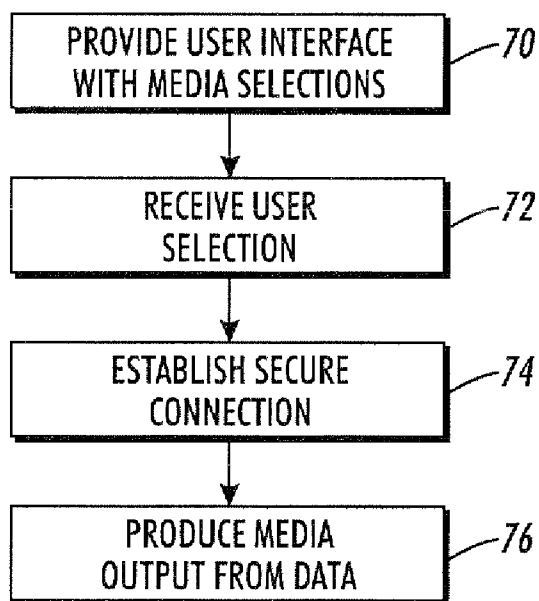 PROVIDE USER INTERFACE
WITH MEDIA SELECTIONS
70
RECEIVE USER
SELECTION
72
ESTABLISH SECURE
CONNECTION
74
PRODUCE MEDIA
OUTPUT FROM DATA
76